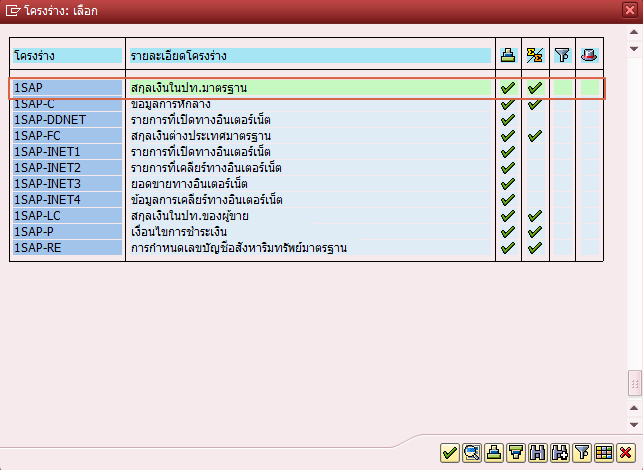 โครงร่าง: เลือก
โครงร่าง รายละเอียดโครงร่าง
1SAP สกุลเงินในปท.มาตรฐาน
1SAP-C ข้อมูลการหักล้าง
1SAP-DDNET รายการที่เปิดทางอินเตอร์เน็ต
1SAP-FC สกุลเงินต่างประเทศมาตรฐาน
1SAP-INET1 รายการที่เปิดทางอินเตอร์เน็ต
1SAP-INET2 รายการที่เคลียร์ทางอินเตอร์เน็ต
1SAP-INET3 ยอดขายทางอินเตอร์เน็ต
1SAP-INET4 ข้อมูลการเคลียร์ทางอินเตอร์เน็ต
1SAP-LC สกุลเงินในปท.ของผู้ขาย
1SAP-P เงื่อนไขการชำระเงิน
1SAP-RE การกำหนดเลขบัญชีอสังหาริมทรัพย์มาตรฐาน